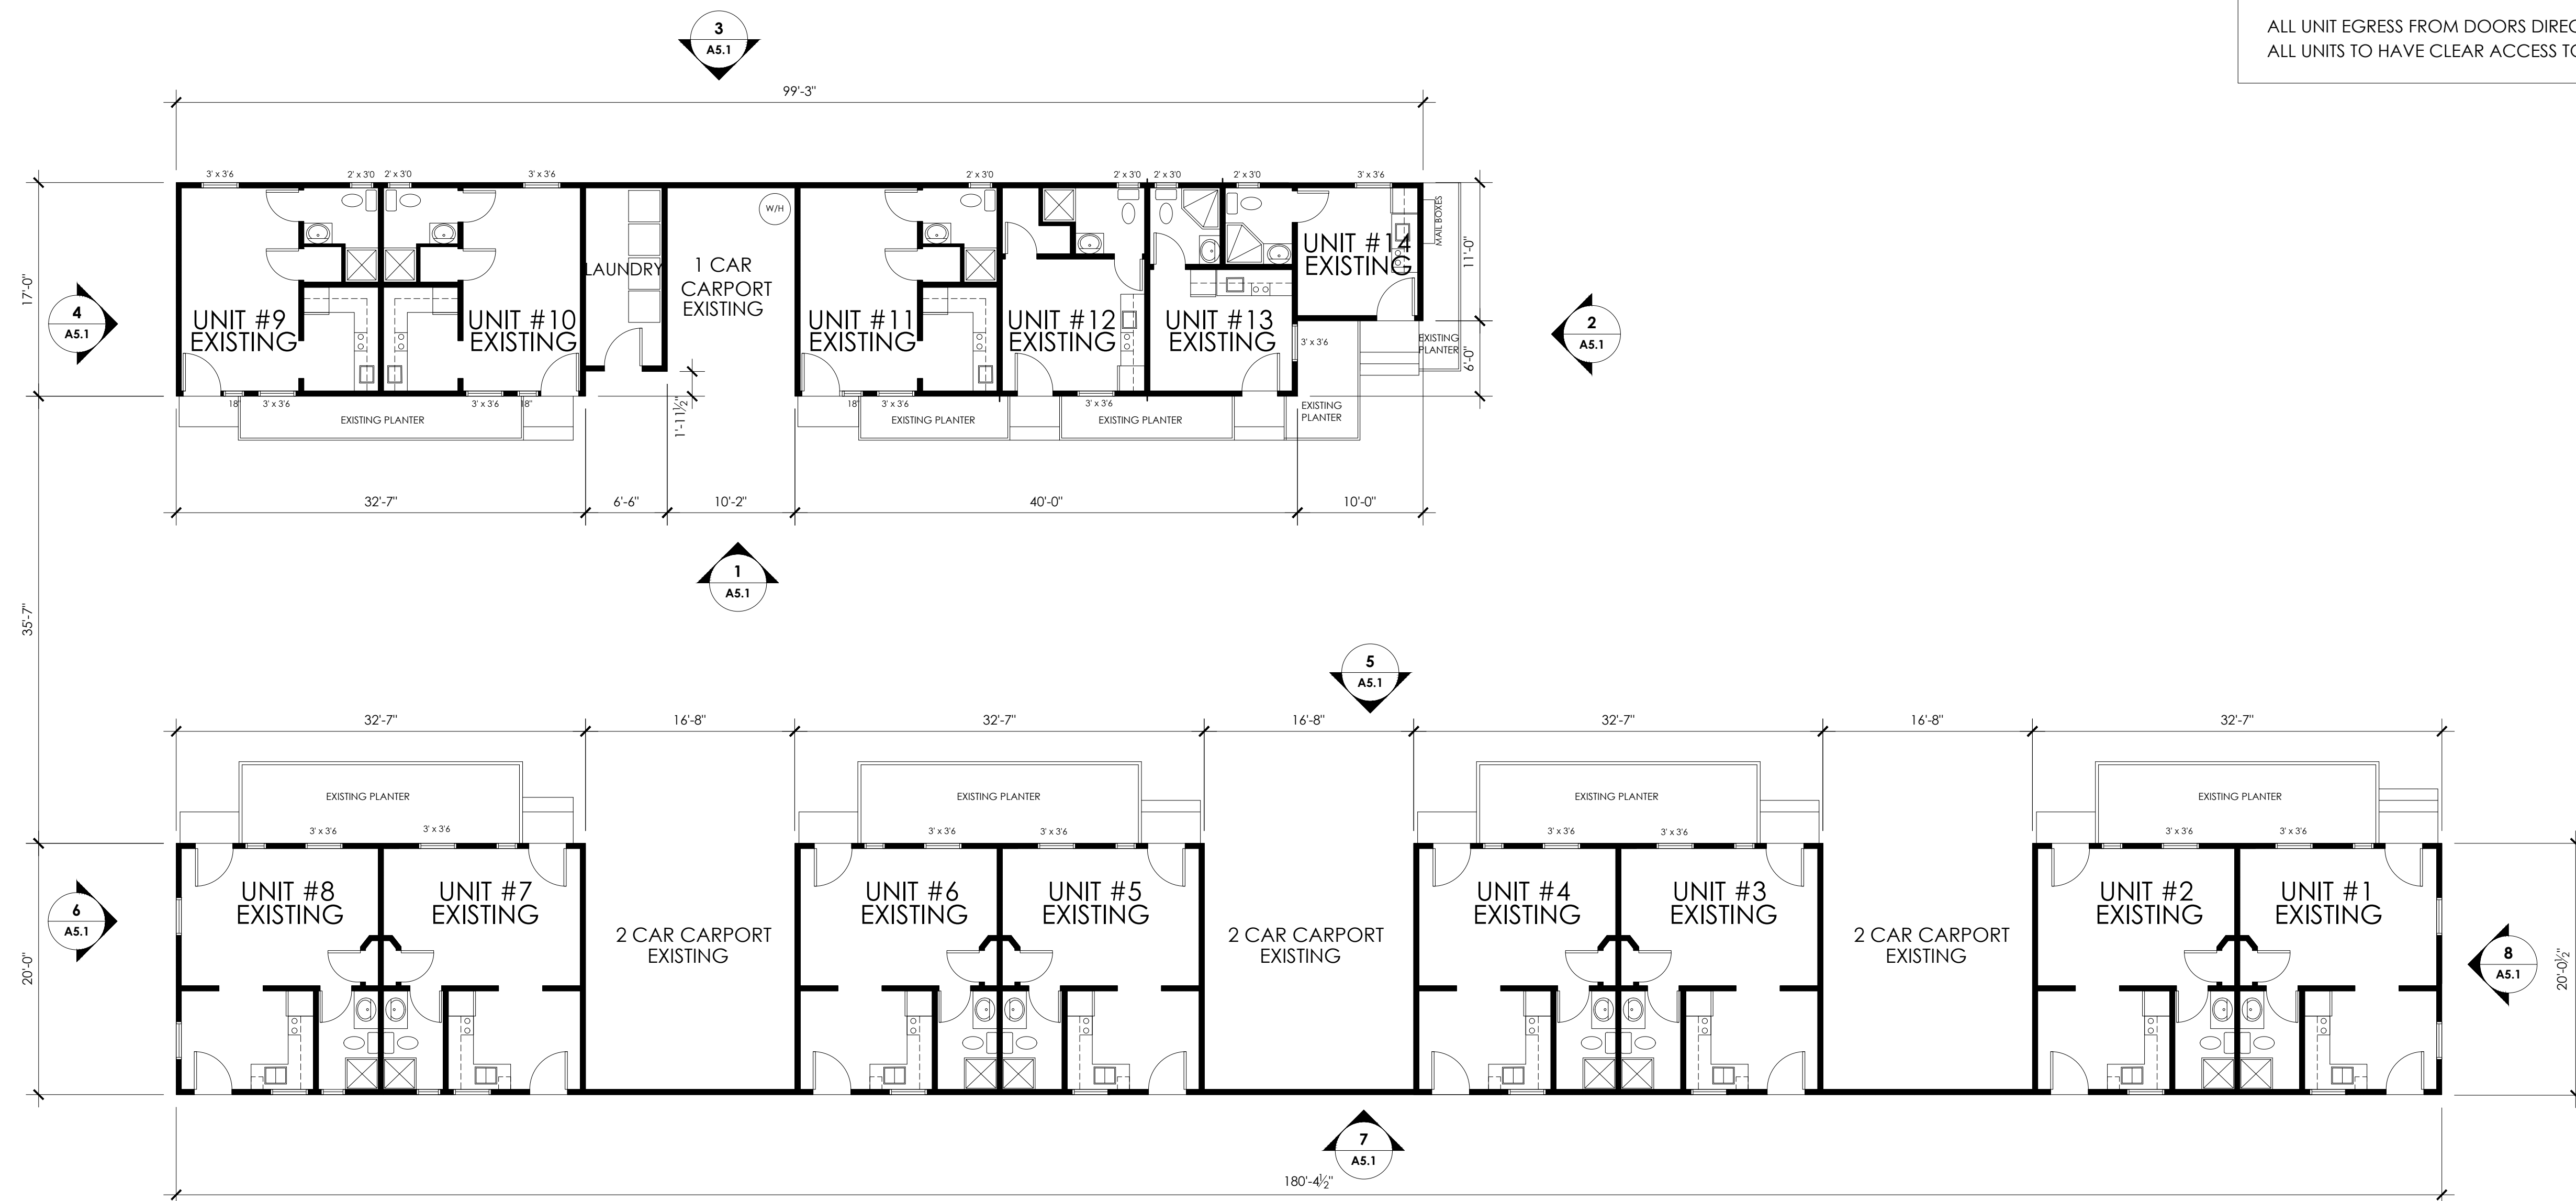 ALL UNIT EGRESS FROM DOORS DIREC
ALL UNITS TO HAVE CLEAR ACCESS TO
3
A5.1
99'-3"
3' x 3'6
2' x 3'0
2' x 3'0
3' x 3'6
2' x 3'0
2' x 3'0
2' x 3'0
2' x 3'0
3' x 3'6
W/H
MAIL BOXES
17'-0"
4
A5.1
UNIT #9
EXISTING
UNIT #10
EXISTING
LAUNDRY
1 CAR
CARPORT
EXISTING
UNIT #11
EXISTING
UNIT #12
EXISTING
UNIT #13
EXISTING
UNIT #14
EXISTING
11'-0"
3' x 3'6
EXISTING
PLANTER
6'-0"
2
A5.1
18"
3' x 3'6
3' x 3'6
18"
18"
3' x 3'6
3' x 3'6
EXISTING PLANTER
1'-11½"
EXISTING PLANTER
EXISTING PLANTER
EXISTING
PLANTER
32'-7"
6'-6"
10'-2"
40'-0"
10'-0"
1
A5.1
35'-7"
5
A5.1
32'-7"
16'-8"
32'-7"
16'-8"
32'-7"
16'-8"
32'-7"
EXISTING PLANTER
EXISTING PLANTER
EXISTING PLANTER
EXISTING PLANTER
3' x 3'6
3' x 3'6
3' x 3'6
3' x 3'6
3' x 3'6
3' x 3'6
3' x 3'6
3' x 3'6
6
A5.1
20'-0"
UNIT #8
EXISTING
UNIT #7
EXISTING
2 CAR CARPORT
EXISTING
UNIT #6
EXISTING
UNIT #5
EXISTING
2 CAR CARPORT
EXISTING
UNIT #4
EXISTING
UNIT #3
EXISTING
2 CAR CARPORT
EXISTING
UNIT #2
EXISTING
UNIT #1
EXISTING
8
A5.1
20'-0½"
7
A5.1
180'-4½"